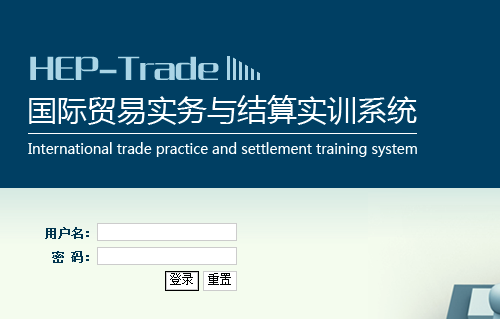 HEP-Trade
国际贸易实务与结算实训系统
International trade practice and settlement training system
用户名：
密 码：
登录 重置